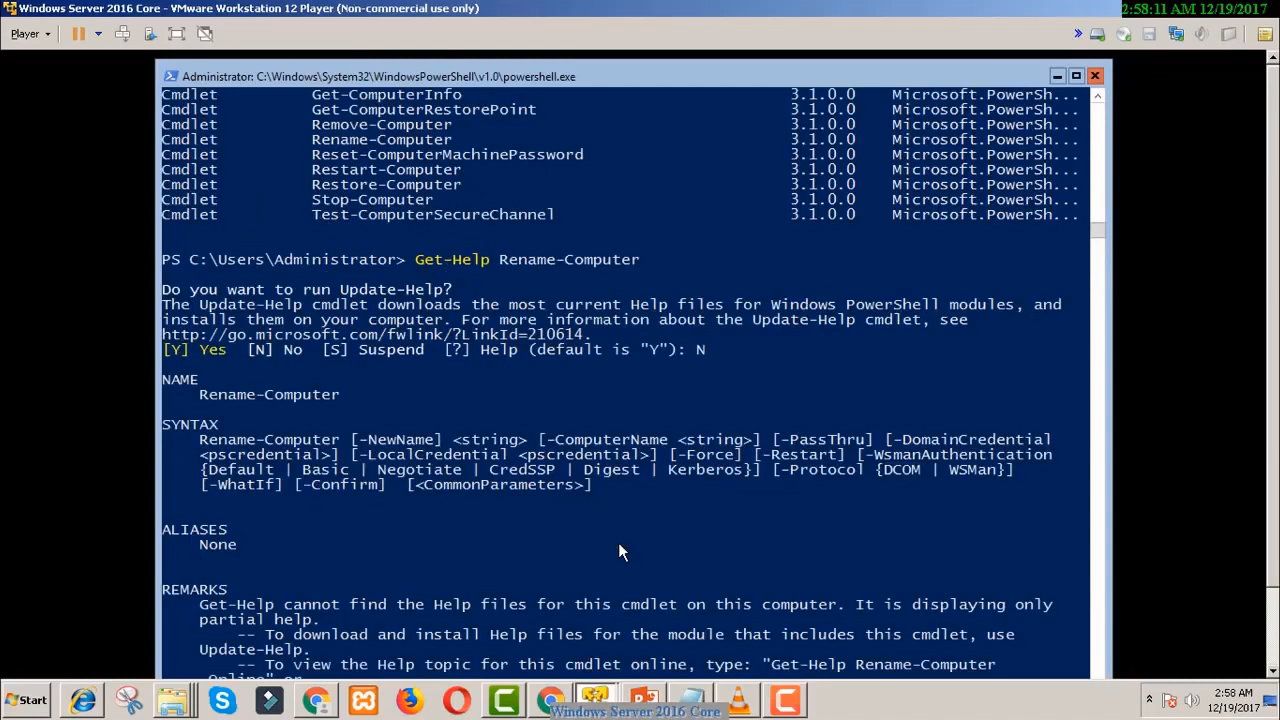 Windows Server 2016 Core - VMware Workstation 12 Player (Non-commercial use only)
2:58:11 AM 12/19/2017
Player
Administrator: C:\Windows\System32\WindowsPowerShell\v1.0\powershell.exe
Cmdlet Get-ComputerInfo 3.1.0.0 Microsoft.PowerSh...
Cmdlet Get-ComputerRestorePoint 3.1.0.0 Microsoft.PowerSh...
Cmdlet Remove-Computer 3.1.0.0 Microsoft.PowerSh...
Cmdlet Rename-Computer 3.1.0.0 Microsoft.PowerSh...
Cmdlet Reset-ComputerMachinePassword 3.1.0.0 Microsoft.PowerSh...
Cmdlet Restart-Computer 3.1.0.0 Microsoft.PowerSh...
Cmdlet Restore-Computer 3.1.0.0 Microsoft.PowerSh...
Cmdlet Stop-Computer 3.1.0.0 Microsoft.PowerSh...
Cmdlet Test-ComputerSecureChannel 3.1.0.0 Microsoft.PowerSh...
PS C:\Users\Administrator> Get-Help Rename-Computer
Do you want to run Update-Help?
The Update-Help cmdlet downloads the most current Help files for Windows PowerShell modules, and
installs them on your computer. For more information about the Update-Help cmdlet, see
http://go.microsoft.com/fwlink/?LinkId=210614.
[Y] Yes [N] No [S] Suspend [?] Help (default is "Y"): N
NAME
Rename-Computer
SYNTAX
Rename-Computer [-NewName] <string> [-ComputerName <string>] [-PassThru] [-DomainCredential
<pscredential>] [-LocalCredential <pscredential>] [-Force] [-Restart] [-WsmanAuthentication
{Default | Basic | Negotiate | CredSSP | Digest | Kerberos}] [-Protocol {DCOM | WSMan}]
[-WhatIf] [-Confirm] [<CommonParameters>]
ALIASES
None
REMARKS
Get-Help cannot find the Help files for this cmdlet on this computer. It is displaying only
partial help.
-- To download and install Help files for the module that includes this cmdlet, use
Update-Help.
-- To view the Help topic for this cmdlet online, type: "Get-Help Rename-Computer
-Online" or
Start
Windows Server 2016 Core
2:58 AM
12/19/2017